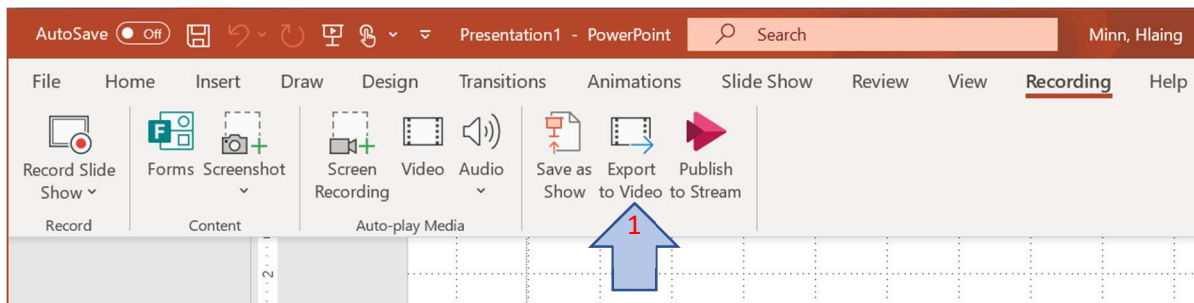 AutoSave Off Presentation1 - PowerPoint Search Minn, Hlaing
File Home Insert Draw Design Transitions Animations Slide Show Review View Recording Help
F
Record Slide Forms Screenshot Screen Video Audio Save as Export Publish
Show Recording Show to Video to Stream
Record Content Auto-play Media
1
2